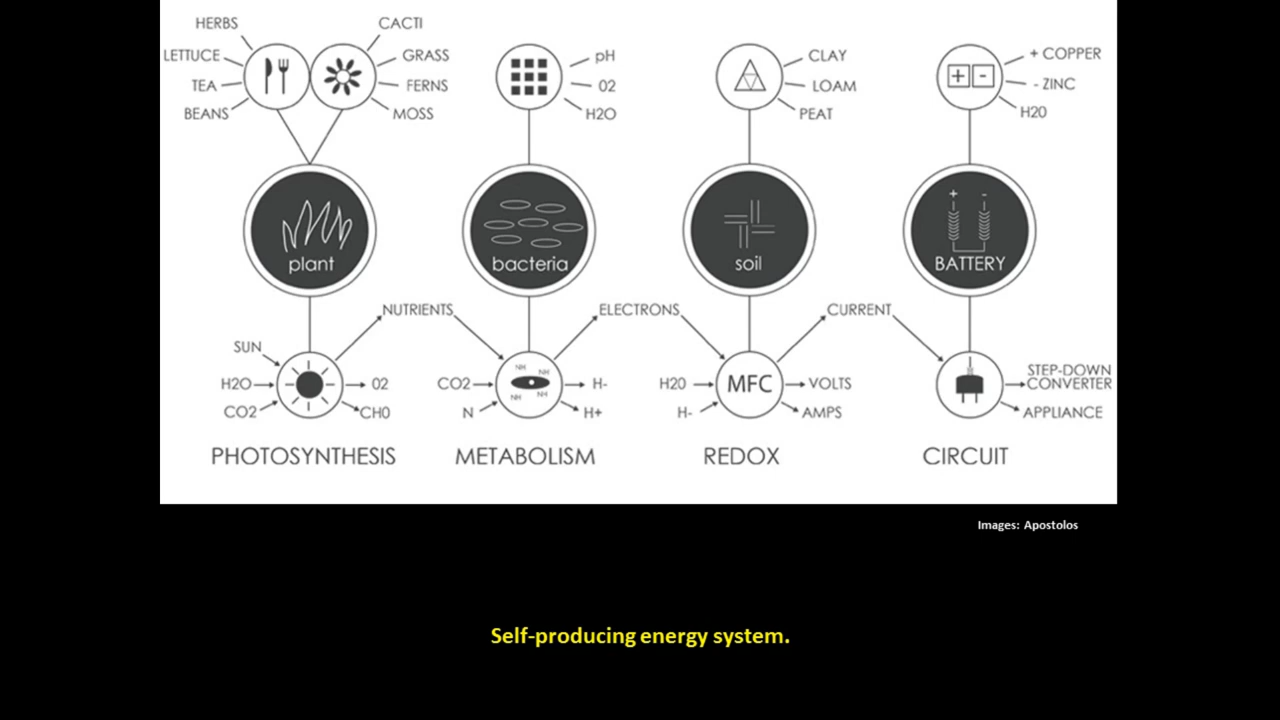 HERBS
CACTI
LETTUCE
GRASS
TEA
FERNS
BEANS
MOSS
pH
02
H2O
CLAY
LOAM
PEAT
+ -
+ COPPER
- ZINC
H20
plant
bacteria
soil
+ -
BATTERY
NUTRIENTS
ELECTRONS
CURRENT
SUN
H2O
CO2
02
CH0
CO2
N
NH
NH
NH
NH
H-
H+
H20
H-
MFC
VOLTS
AMPS
STEP-DOWN
CONVERTER
APPLIANCE
PHOTOSYNTHESIS
METABOLISM
REDOX
CIRCUIT
Images: Apostolos
Self-producing energy system.